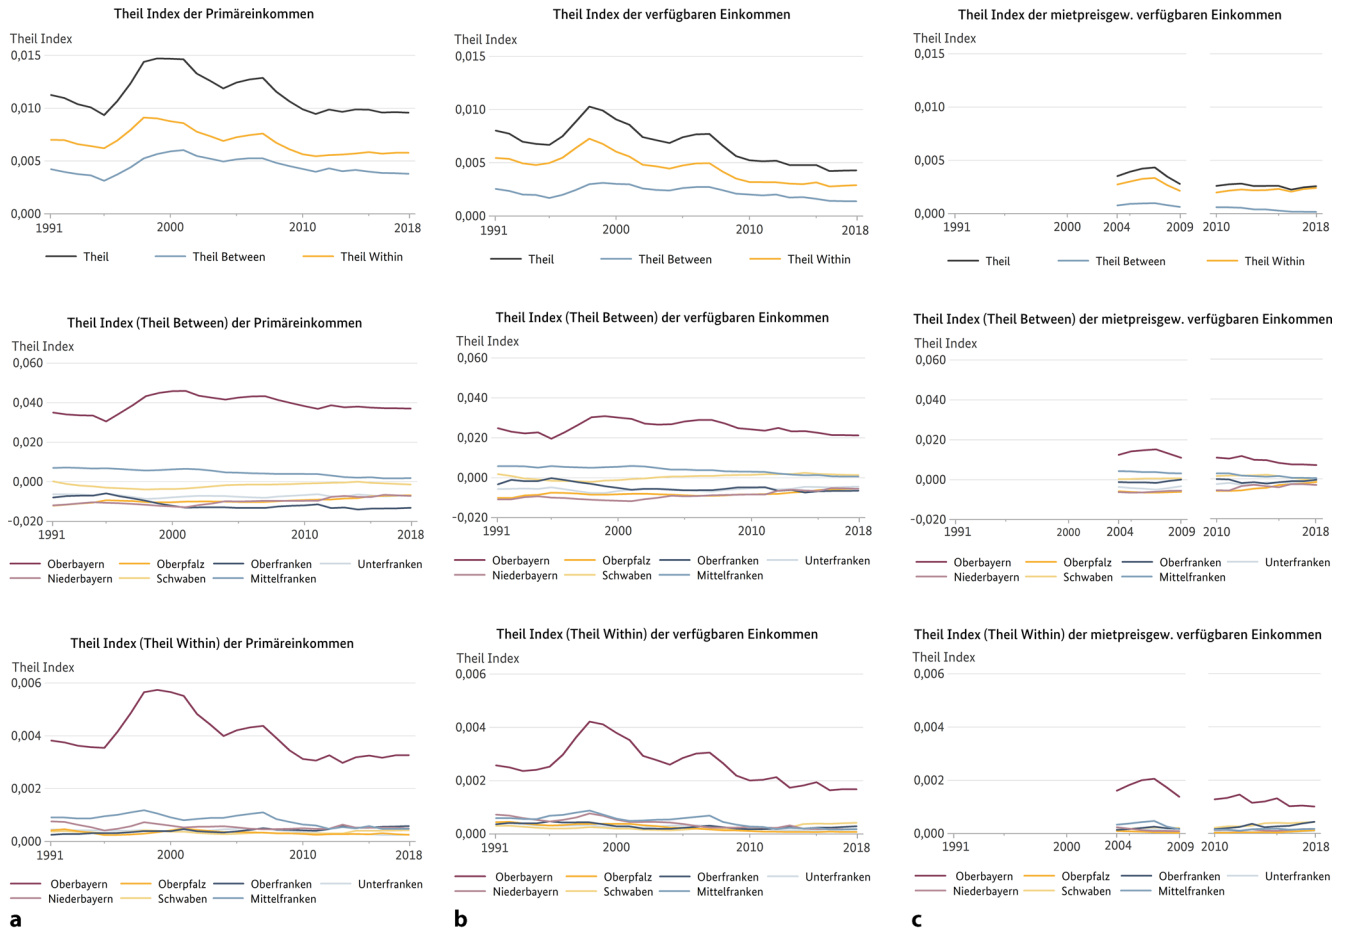 Theil Index der Primäreinkommen
Theil Index
0,015
0,010
0,005
0,000
1991 2000 2010 2018
Theil Theil Between Theil Within
Theil Index der verfügbaren Einkommen
Theil Index
0,015
0,010
0,005
0,000
1991 2000 2010 2018
Theil Theil Between Theil Within
Theil Index der mietpreisgew. verfügbaren Einkommen
Theil Index
0,015
0,010
0,005
0,000
1991 2000 2004 2009 2010 2018
Theil Theil Between Theil Within
Theil Index (Theil Between) der Primäreinkommen
Theil Index
0,060
0,040
0,020
0,000
-0,020
1991 2000 2010 2018
Oberbayern Oberpfalz Oberfranken Unterfranken
Niederbayern Schwaben Mittelfranken
Theil Index (Theil Between) der verfügbaren Einkommen
Theil Index
0,060
0,040
0,020
0,000
-0,020
1991 2000 2010 2018
Oberbayern Oberpfalz Oberfranken Unterfranken
Niederbayern Schwaben Mittelfranken
Theil Index (Theil Between) der mietpreisgew. verfügbaren Einkommen
Theil Index
0,060
0,040
0,020
0,000
-0,020
1991 2000 2004 2009 2010 2018
Oberbayern Oberpfalz Oberfranken Unterfranken
Niederbayern Schwaben Mittelfranken
Theil Index (Theil Within) der Primäreinkommen
Theil Index
0,006
0,004
0,002
0,000
1991 2000 2010 2018
Oberbayern Oberpfalz Oberfranken Unterfranken
Niederbayern Schwaben Mittelfranken
a
Theil Index (Theil Within) der verfügbaren Einkommen
Theil Index
0,006
0,004
0,002
0,000
1991 2000 2010 2018
Oberbayern Oberpfalz Oberfranken Unterfranken
Niederbayern Schwaben Mittelfranken
b
Theil Index (Theil Within) der mietpreisgew. verfügbaren Einkommen
Theil Index
0,006
0,004
0,002
0,000
1991 2000 2004 2009 2010 2018
Oberbayern Oberpfalz Oberfranken Unterfranken
Niederbayern Schwaben Mittelfranken
c